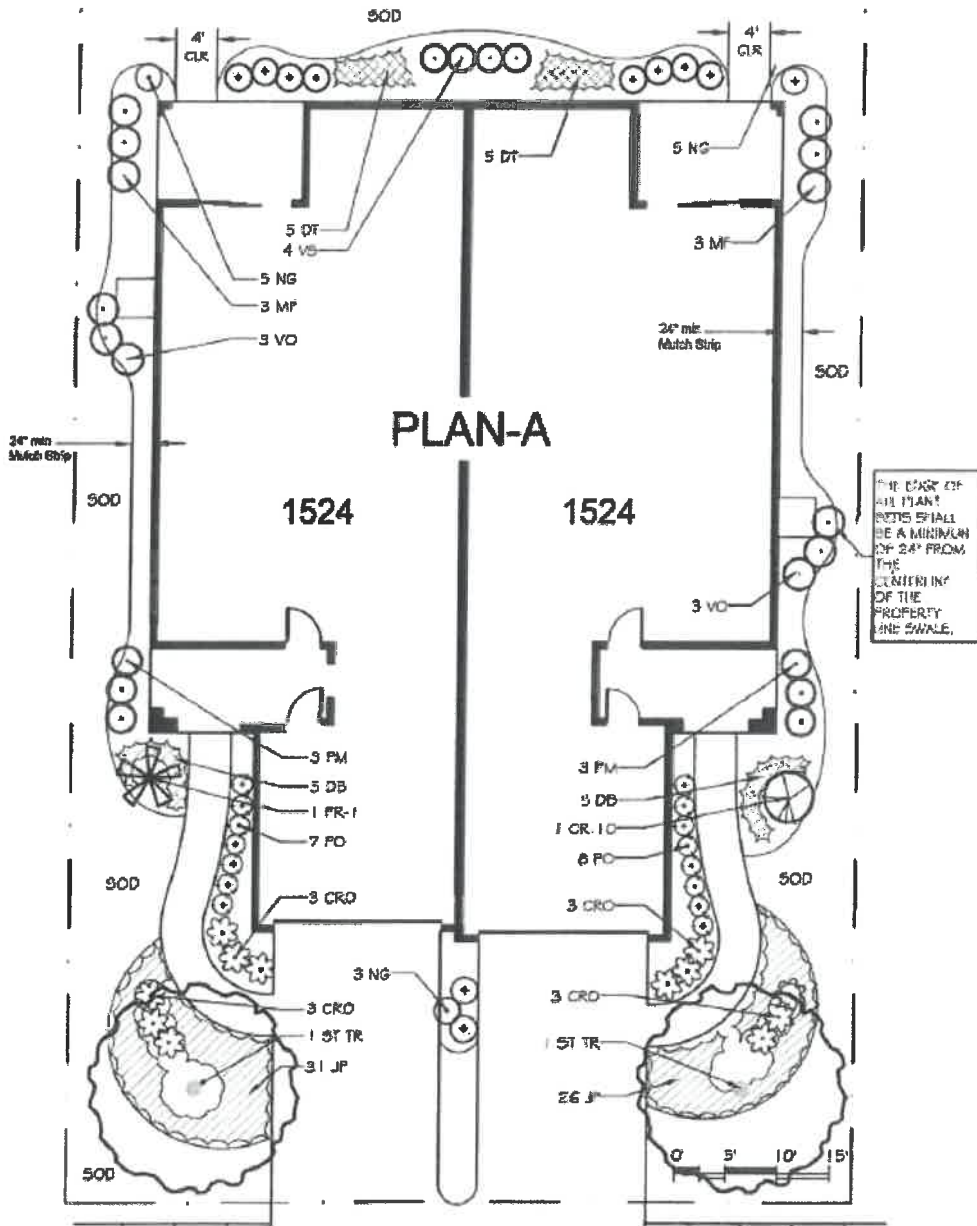 SOD
4'
CLR
4'
CLR
5 DT
5 NG
5 DT
4 VS
3 MF
5 NG
3 MF
3 VO
24" min
Mulch Strip
SOD
PLAN-A
24" min
Mulch Strip
SOD
1524
1524
THE EDGE OF
ALL PLANT
BEDS SHALL
BE A MINIMUM
OF 24" FROM
THE
CENTERLINE
OF THE
PROPERTY
LINE SWALE.
3 VO
3 PM
3 PM
5 DB
5 DB
1 PR-1
1 CR-10
7 PO
8 PO
SOD
SOD
3 CRO
3 CRO
3 NG
3 CRO
3 CRO
1 ST TR
1 ST TR
31 JP
26 JP
0' 5' 10' 15'
SOD